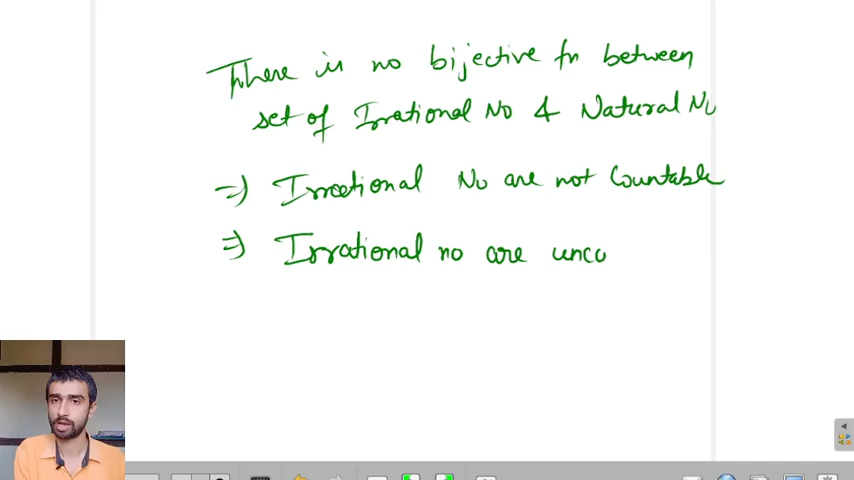 There is no bijective fn between
set of Irrational No & Natural No
=) Irrational No are not Countable
=) Irrational no are unco